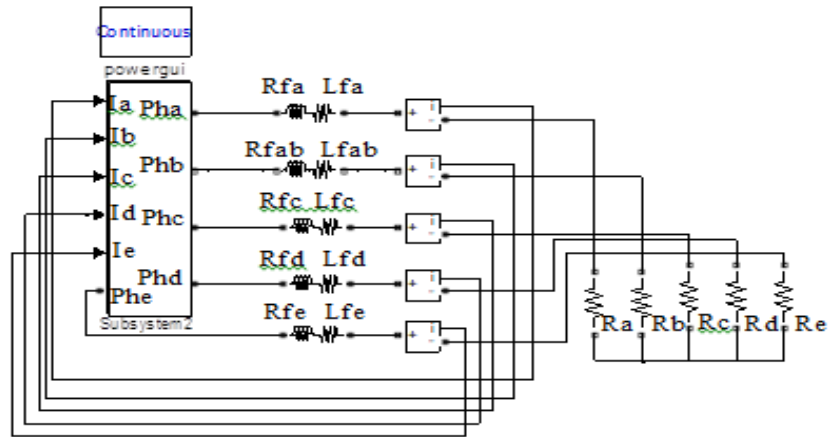 Continuous
powergui
Ia Pha
Ib
Phb
Ic
Phc
Id
Ie
Phd
Phe
Subsystem2
Rfa Lfa
Rfab Lfab
Rfc Lfc
Rfd Lfd
Rfe Lfe
+ i -
+ i -
+ i -
+ i -
+ i -
Ra Rb Rc Rd Re